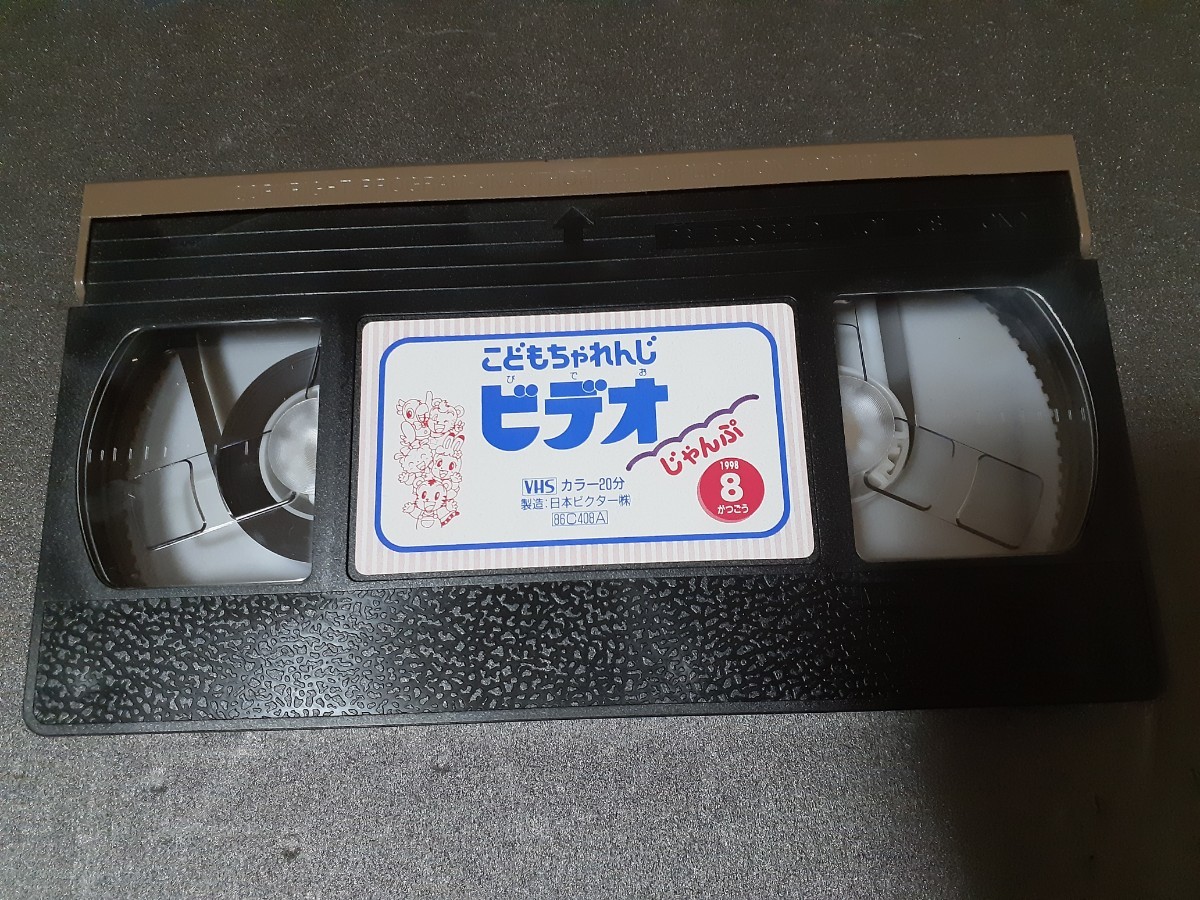 こどもちゃれんじ
びでお
ビデオ
じゃんぷ
1998
8
がつごう
VHS カラー20分
製造:日本ビクター㈱
86C408A